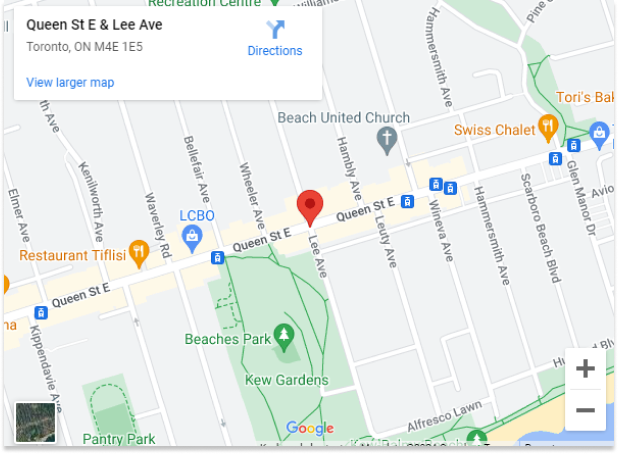 Recreation Centre
Queen St E & Lee Ave
Toronto, ON M4E 1E5
Directions
View larger map
Pine
Hammersmith Ave
Tori's Bak
Beach United Church
Swiss Chalet
th Ave
Kenilworth Ave
Bellefair Ave
Wheeler Ave
Hambly Ave
Elmer Ave
Waverley Rd
LCBO
Queen St E
Queen St E
Lee Ave
Leuty Ave
Wineva Ave
Hammersmith Ave
Scarboro Beach Blvd
Glen Manor Dr
Avio
Restaurant Tiflisi
Queen St E
na
Kippendavie Ave
Beaches Park
Kew Gardens
Alfresco Lawn
Pantry Park
Google
+
−